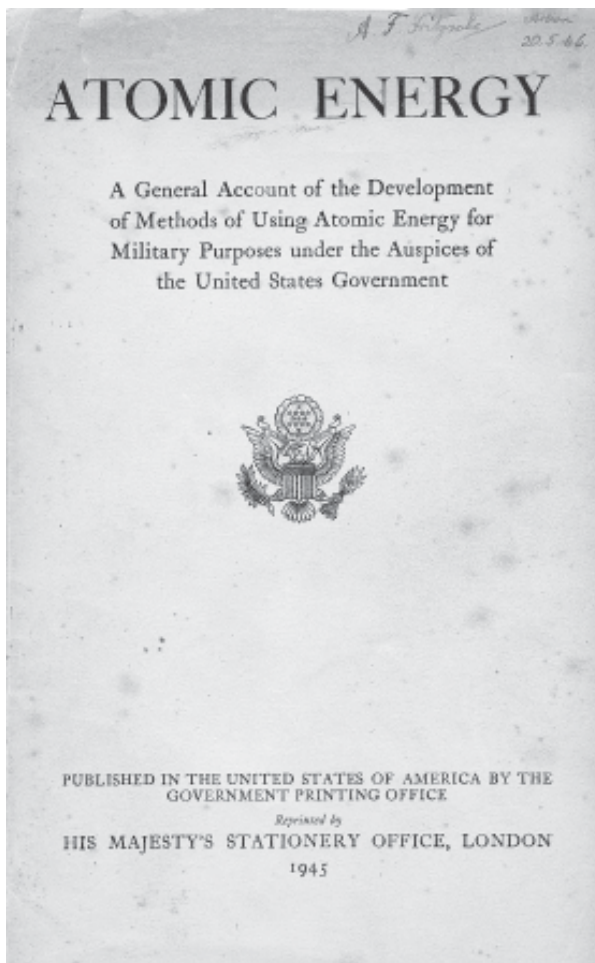 A F
20.5.46.
ATOMIC ENERGY
A General Account of the Development
of Methods of Using Atomic Energy for
Military Purposes under the Auspices of
the United States Government
PUBLISHED IN THE UNITED STATES OF AMERICA BY THE
GOVERNMENT PRINTING OFFICE
Reprinted by
HIS MAJESTY'S STATIONERY OFFICE, LONDON
1945